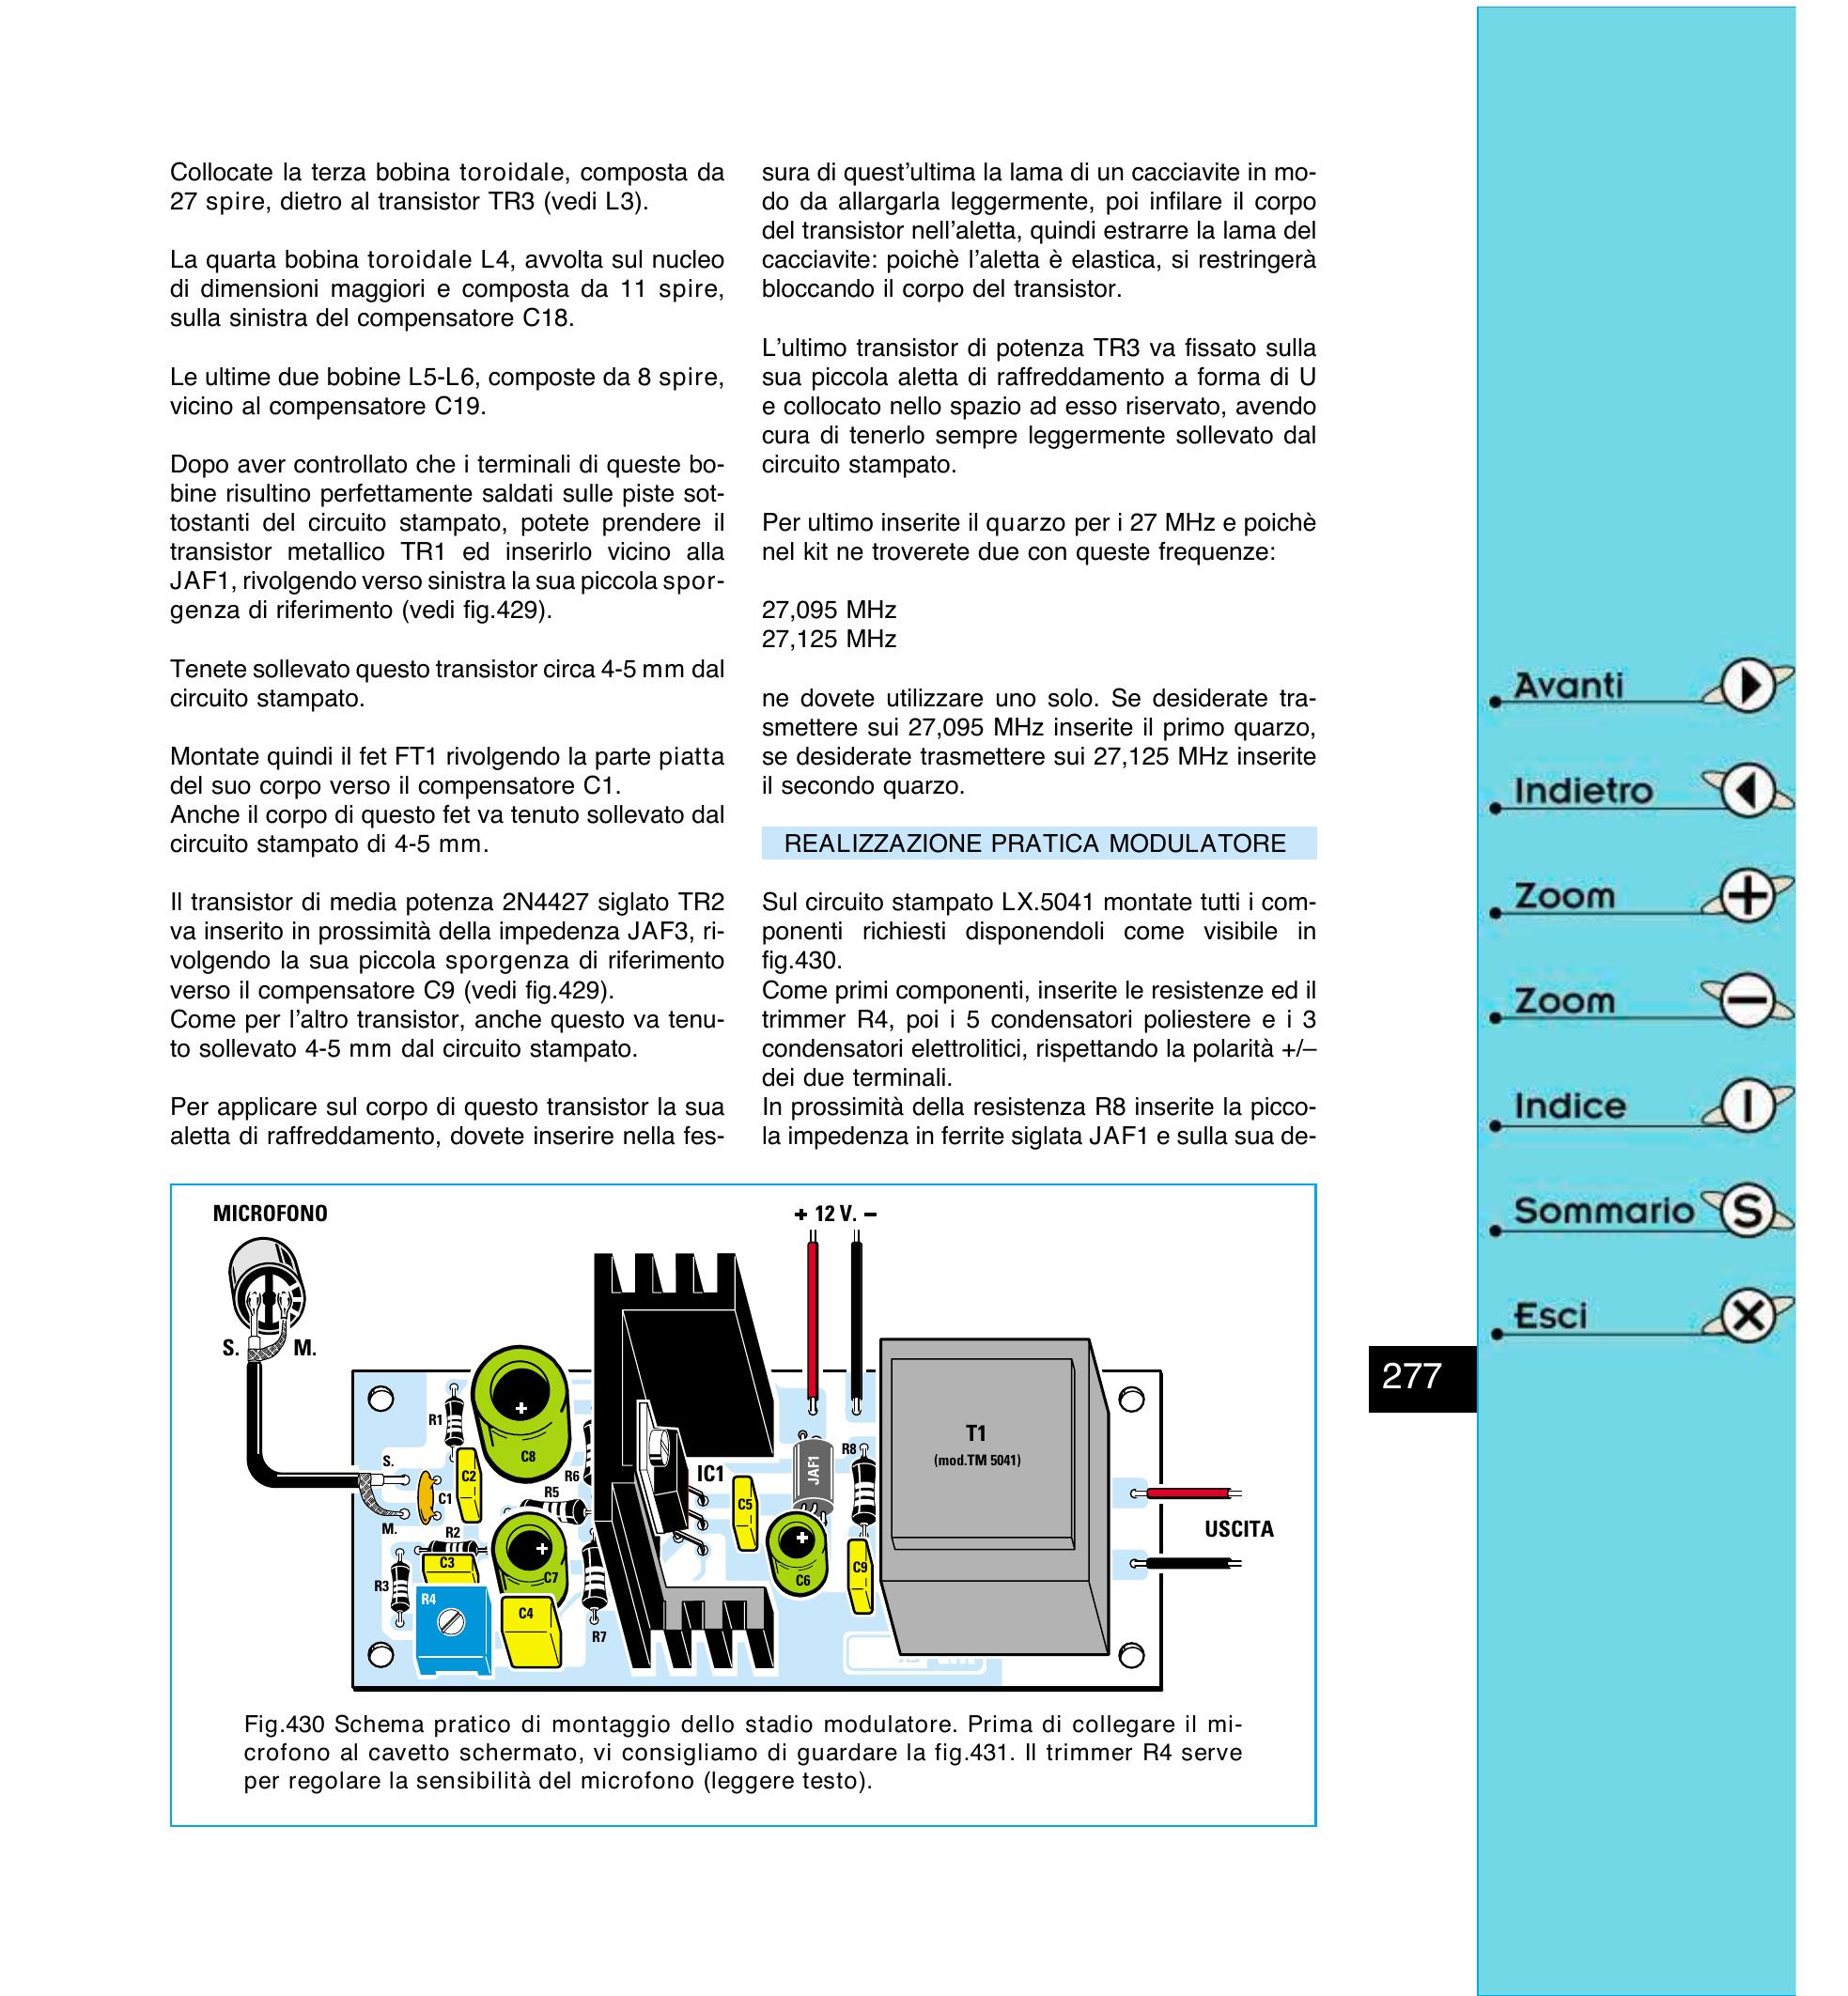 Collocate la terza bobina toroidale, composta da
27 spire, dietro al transistor TR3 (vedi L3).
La quarta bobina toroidale L4, avvolta sul nucleo
di dimensioni maggiori e composta da 11 spire,
sulla sinistra del compensatore C18.
Le ultime due bobine L5-L6, composte da 8 spire,
vicino al compensatore C19.
Dopo aver controllato che i terminali di queste bo-
bine risultino perfettamente saldati sulle piste sot-
tostanti del circuito stampato, potete prendere il
transistor metallico TR1 ed inserirlo vicino alla
JAF1, rivolgendo verso sinistra la sua piccola spor-
genza di riferimento (vedi fig.429).
Tenete sollevato questo transistor circa 4-5 mm dal
circuito stampato.
Montate quindi il fet FT1 rivolgendo la parte piatta
del suo corpo verso il compensatore C1.
Anche il corpo di questo fet va tenuto sollevato dal
circuito stampato di 4-5 mm.
Il transistor di media potenza 2N4427 siglato TR2
va inserito in prossimità della impedenza JAF3, ri-
volgendo la sua piccola sporgenza di riferimento
verso il compensatore C9 (vedi fig.429).
Come per l'altro transistor, anche questo va tenu-
to sollevato 4-5 mm dal circuito stampato.
Per applicare sul corpo di questo transistor la sua
aletta di raffreddamento, dovete inserire nella fes-
sura di quest'ultima la lama di un cacciavite in mo-
do da allargarla leggermente, poi infilare il corpo
del transistor nell'aletta, quindi estrarre la lama del
cacciavite: poichè l'aletta è elastica, si restringerà
bloccando il corpo del transistor.
L'ultimo transistor di potenza TR3 va fissato sulla
sua piccola aletta di raffreddamento a forma di U
e collocato nello spazio ad esso riservato, avendo
cura di tenerlo sempre leggermente sollevato dal
circuito stampato.
Per ultimo inserite il quarzo per i 27 MHz e poichè
nel kit ne troverete due con queste frequenze:
27,095 MHz
27,125 MHz
ne dovete utilizzare uno solo. Se desiderate tra-
smettere sui 27,095 MHz inserite il primo quarzo,
se desiderate trasmettere sui 27,125 MHz inserite
il secondo quarzo.
REALIZZAZIONE PRATICA MODULATORE
Sul circuito stampato LX.5041 montate tutti i com-
ponenti richiesti disponendoli come visibile in
fig.430.
Come primi componenti, inserite le resistenze ed il
trimmer R4, poi i 5 condensatori poliestere e i 3
condensatori elettrolitici, rispettando la polarità +/–
dei due terminali.
In prossimità della resistenza R8 inserite la picco-
la impedenza in ferrite siglata JAF1 e sulla sua de-
MICROFONO
+ 12 V. –
S.
M.
R1
C8
S.
C2
R6
IC1
JAF1
R8
T1
(mod.TM 5041)
C1
R5
C5
M.
R2
C3
C7
C6
C9
USCITA
R3
R4
C4
R7
Fig.430 Schema pratico di montaggio dello stadio modulatore. Prima di collegare il mi-
crofono al cavetto schermato, vi consigliamo di guardare la fig.431. Il trimmer R4 serve
per regolare la sensibilità del microfono (leggere testo).
Avanti
Indietro
Zoom
Zoom
Indice
Sommario S
Esci
277